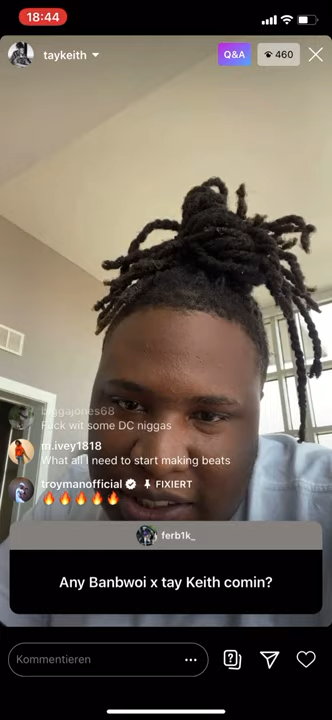 18:44
taykeith
Q&A
460
biggajones68
Fuck wit some DC niggas
m.ivey1818
What all I need to start making beats
troymanofficial FIXIERT
🔥🔥🔥🔥🔥
ferb1k_
Any Banbwoi x tay Keith comin?
Kommentieren